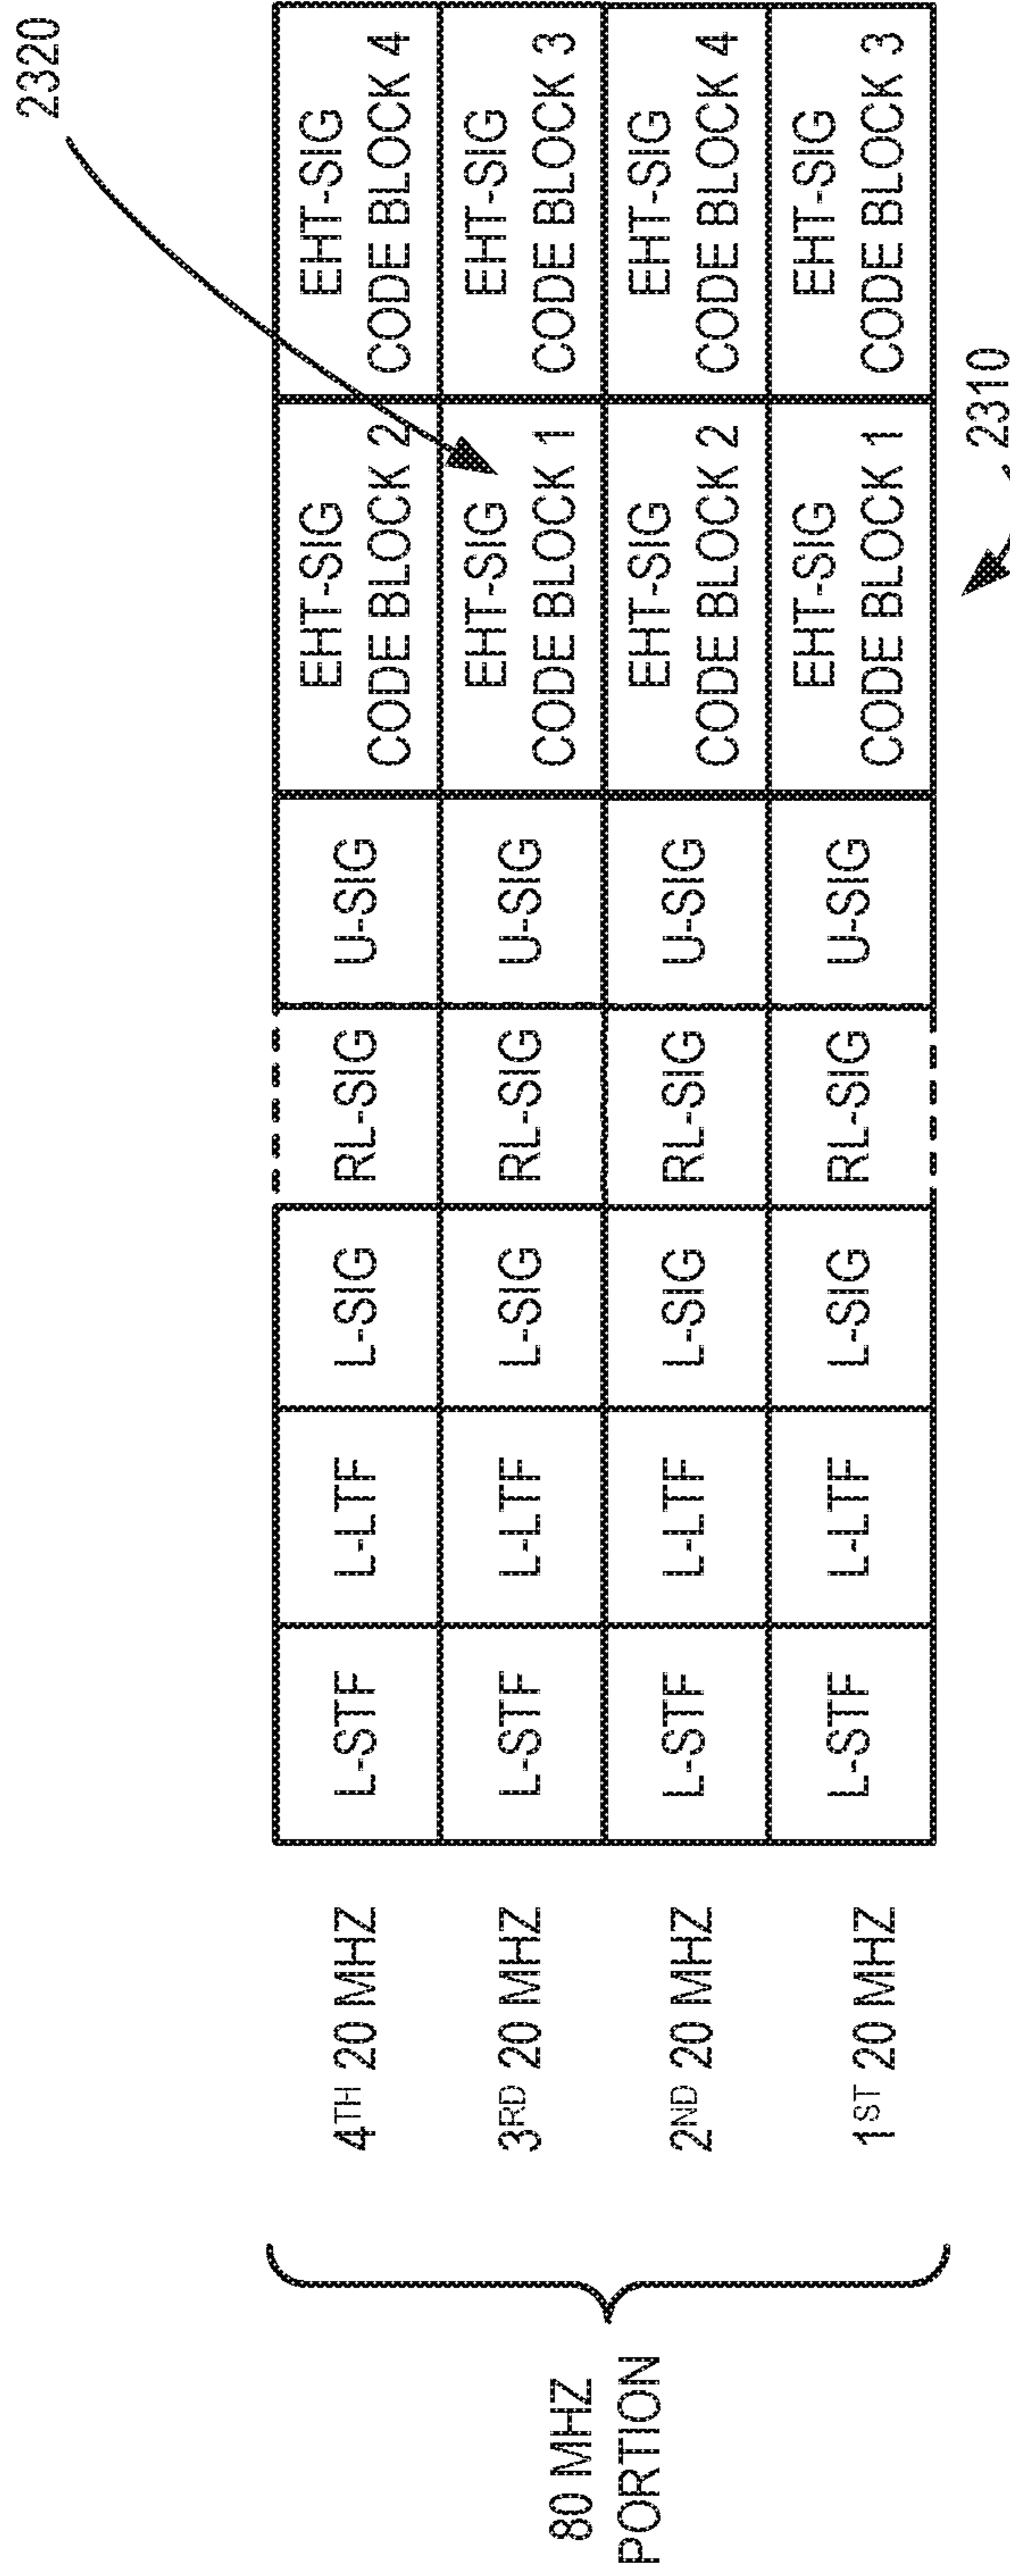 2320
80 MHZ
PORTION
4TH 20 MHZ
L-STF
L-LTF
L-SIG
RL-SIG
U-SIG
EHT-SIG
CODE BLOCK 2
EHT-SIG
CODE BLOCK 4
3RD 20 MHZ
L-STF
L-LTF
L-SIG
RL-SIG
U-SIG
EHT-SIG
CODE BLOCK 1
EHT-SIG
CODE BLOCK 3
2ND 20 MHZ
L-STF
L-LTF
L-SIG
RL-SIG
U-SIG
EHT-SIG
CODE BLOCK 2
EHT-SIG
CODE BLOCK 4
1ST 20 MHZ
L-STF
L-LTF
L-SIG
RL-SIG
U-SIG
EHT-SIG
CODE BLOCK 1
EHT-SIG
CODE BLOCK 3
2310